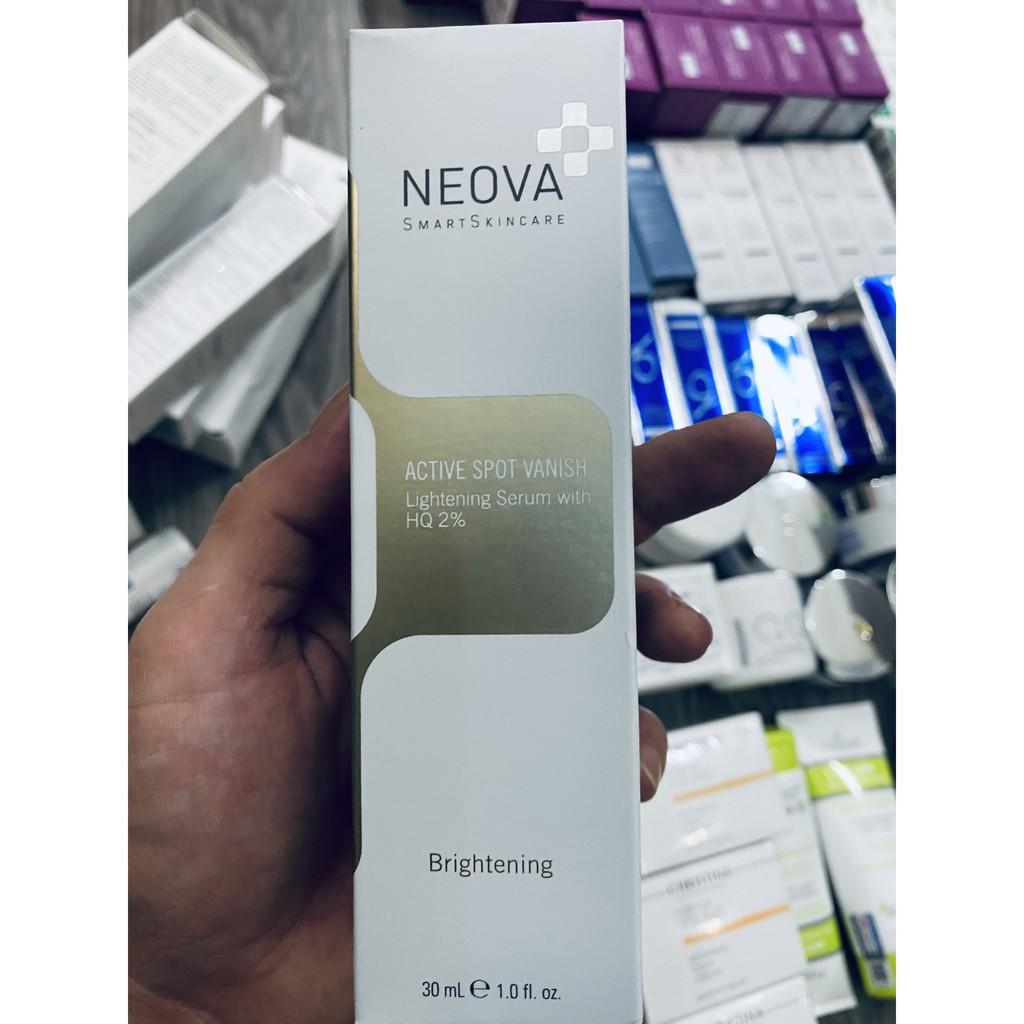 NEOVA
SMARTSKINCARE
ACTIVE SPOT VANISH
Lightening Serum with
HQ 2%
Brightening
30 mL ℮ 1.0 fl. oz.